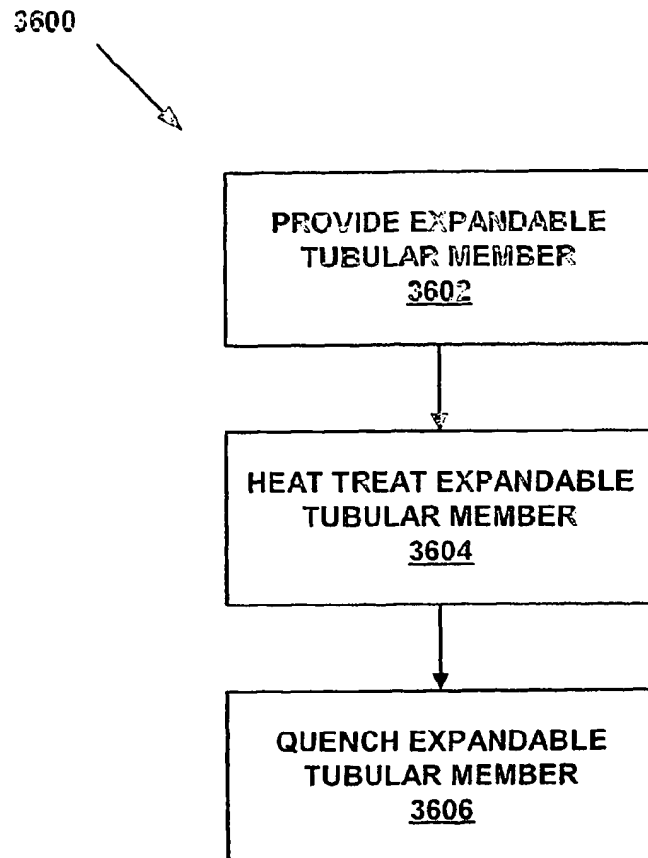 3600
PROVIDE EXPANDABLE
TUBULAR MEMBER
3602
HEAT TREAT EXPANDABLE
TUBULAR MEMBER
3604
QUENCH EXPANDABLE
TUBULAR MEMBER
3606